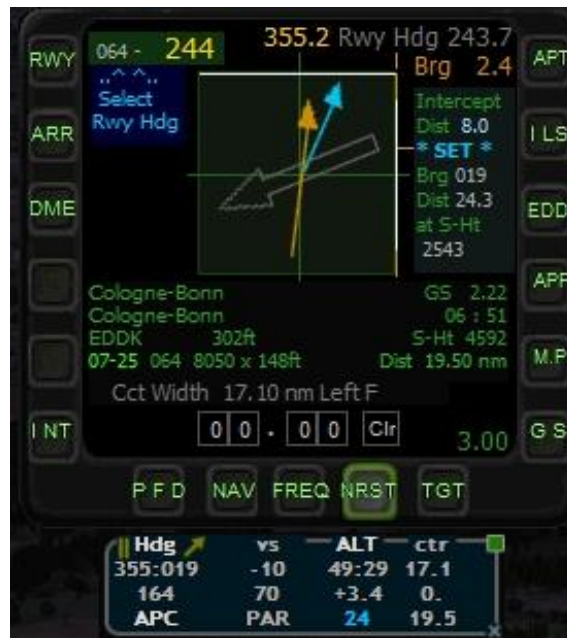 355.2 Rwy Hdg 243.7
064 - 244
Brg 2.4
..^ ^..
Select
Rwy Hdg
Intercept
Dist 8.0
* SET *
Brg 019
Dist 24.3
at S-Ht
2543
RWY
ARR
DME
I NT
APT
I LS
EDD
APP
M.P
G S
Cologne-Bonn GS 2.22
Cologne-Bonn 06 : 51
EDDK 302ft S-Ht 4592
07-25 064 8050 x 148ft Dist 19.50 nm
Cct Width 17.10 nm Left F
0 0 . 0 0 Clr 3.00
P F D NAV FREQ NRST TGT
Hdg vs ALT ctr
355:019 -10 49:29 17.1
164 70 +3.4 0.
APC PAR 24 19.5